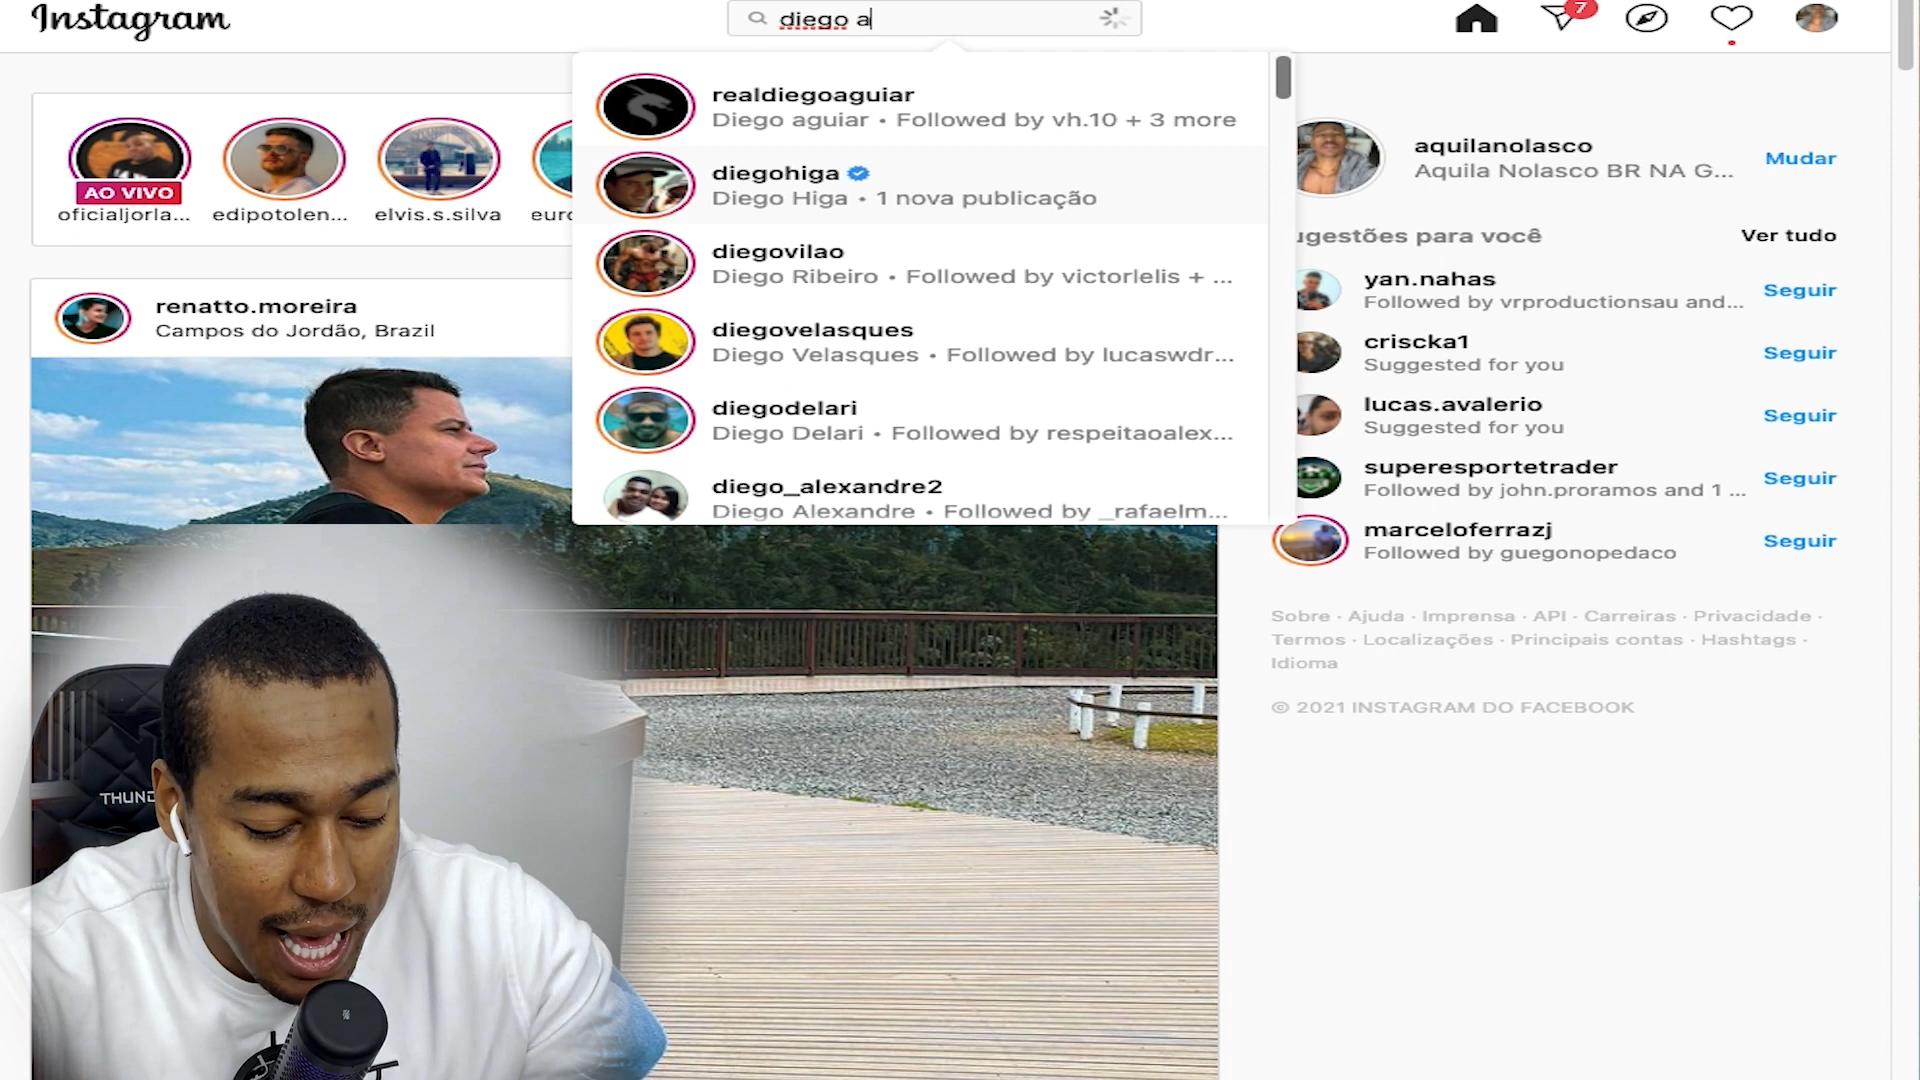 Instagram
diego a
7
realdiegoaguiar
Diego aguiar • Followed by vh.10 + 3 more
diegohiga
Diego Higa • 1 nova publicação
diegovilao
Diego Ribeiro • Followed by victorlelis + ...
diegovelasques
Diego Velasques • Followed by lucaswdr...
diegodelari
Diego Delari • Followed by respeitaoalex...
diego_alexandre2
Diego Alexandre • Followed by _rafaelm...
AO VIVO
oficialjorla...
edipotolen...
elvis.s.silva
euro
renatto.moreira
Campos do Jordão, Brazil
aquilanolasco
Aquila Nolasco BR NA G...
Mudar
ugestões para você
Ver tudo
yan.nahas
Followed by vrproductionsau and...
Seguir
criscka1
Suggested for you
Seguir
lucas.avalerio
Suggested for you
Seguir
superesportetrader
Followed by john.proramos and 1 ...
Seguir
marceloferrazj
Followed by guegonopedaco
Seguir
Sobre · Ajuda · Imprensa · API · Carreiras · Privacidade ·
Termos · Localizações · Principais contas · Hashtags ·
Idioma
© 2021 INSTAGRAM DO FACEBOOK
THUND